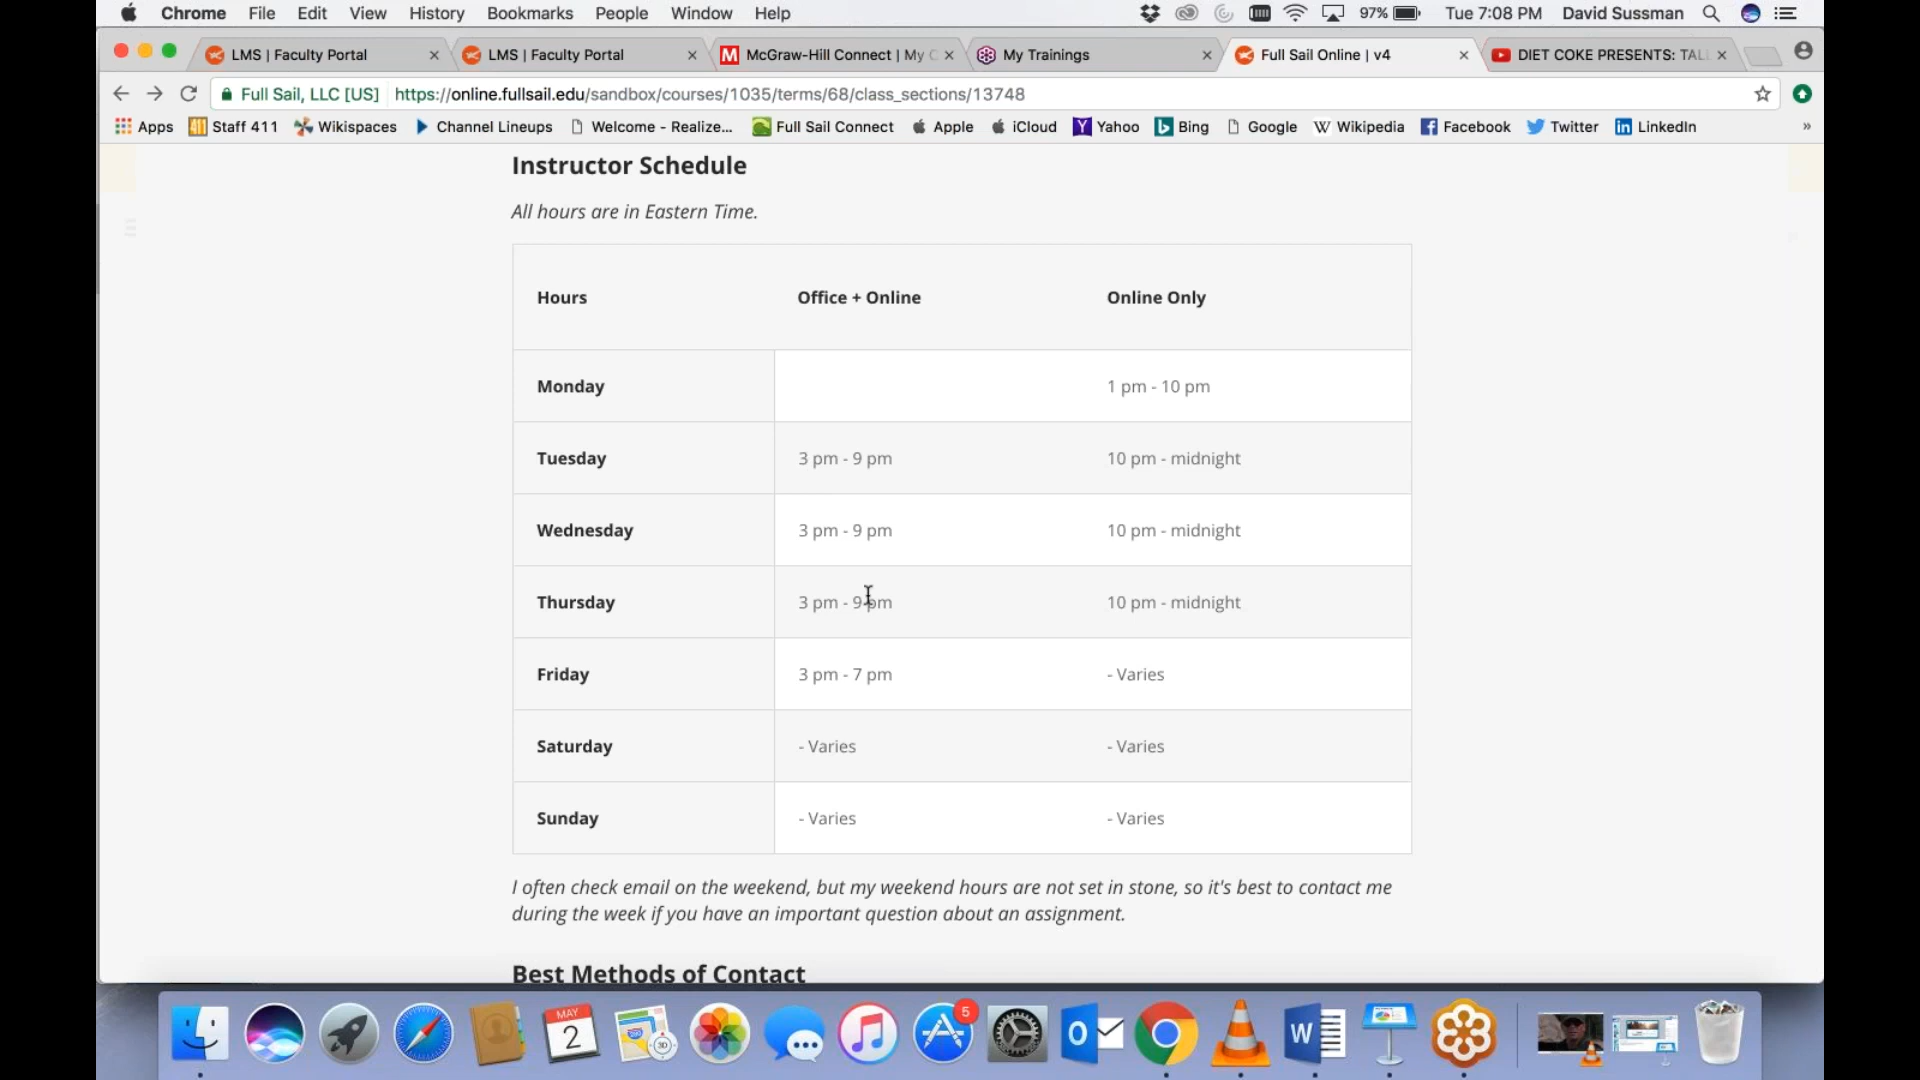 Chrome File Edit View History Bookmarks People Window Help 97% Tue 7:08 PM David Sussman
LMS | Faculty Portal LMS | Faculty Portal McGraw-Hill Connect | My My Trainings Full Sail Online | v4 DIET COKE PRESENTS: TAL
Full Sail, LLC [US] https://online.fullsail.edu/sandbox/courses/1035/terms/68/class_sections/13748
Apps Staff 411 Wikispaces Channel Lineups Welcome - Realize... Full Sail Connect Apple iCloud Yahoo Bing Google Wikipedia Facebook Twitter LinkedIn »
Instructor Schedule
All hours are in Eastern Time.
Hours Office + Online Online Only
Monday 1 pm - 10 pm
Tuesday 3 pm - 9 pm 10 pm - midnight
Wednesday 3 pm - 9 pm 10 pm - midnight
Thursday 3 pm - 9 pm 10 pm - midnight
Friday 3 pm - 7 pm - Varies
Saturday - Varies - Varies
Sunday - Varies - Varies
I often check email on the weekend, but my weekend hours are not set in stone, so it's best to contact me
during the week if you have an important question about an assignment.
Best Methods of Contact
MAY
2
5